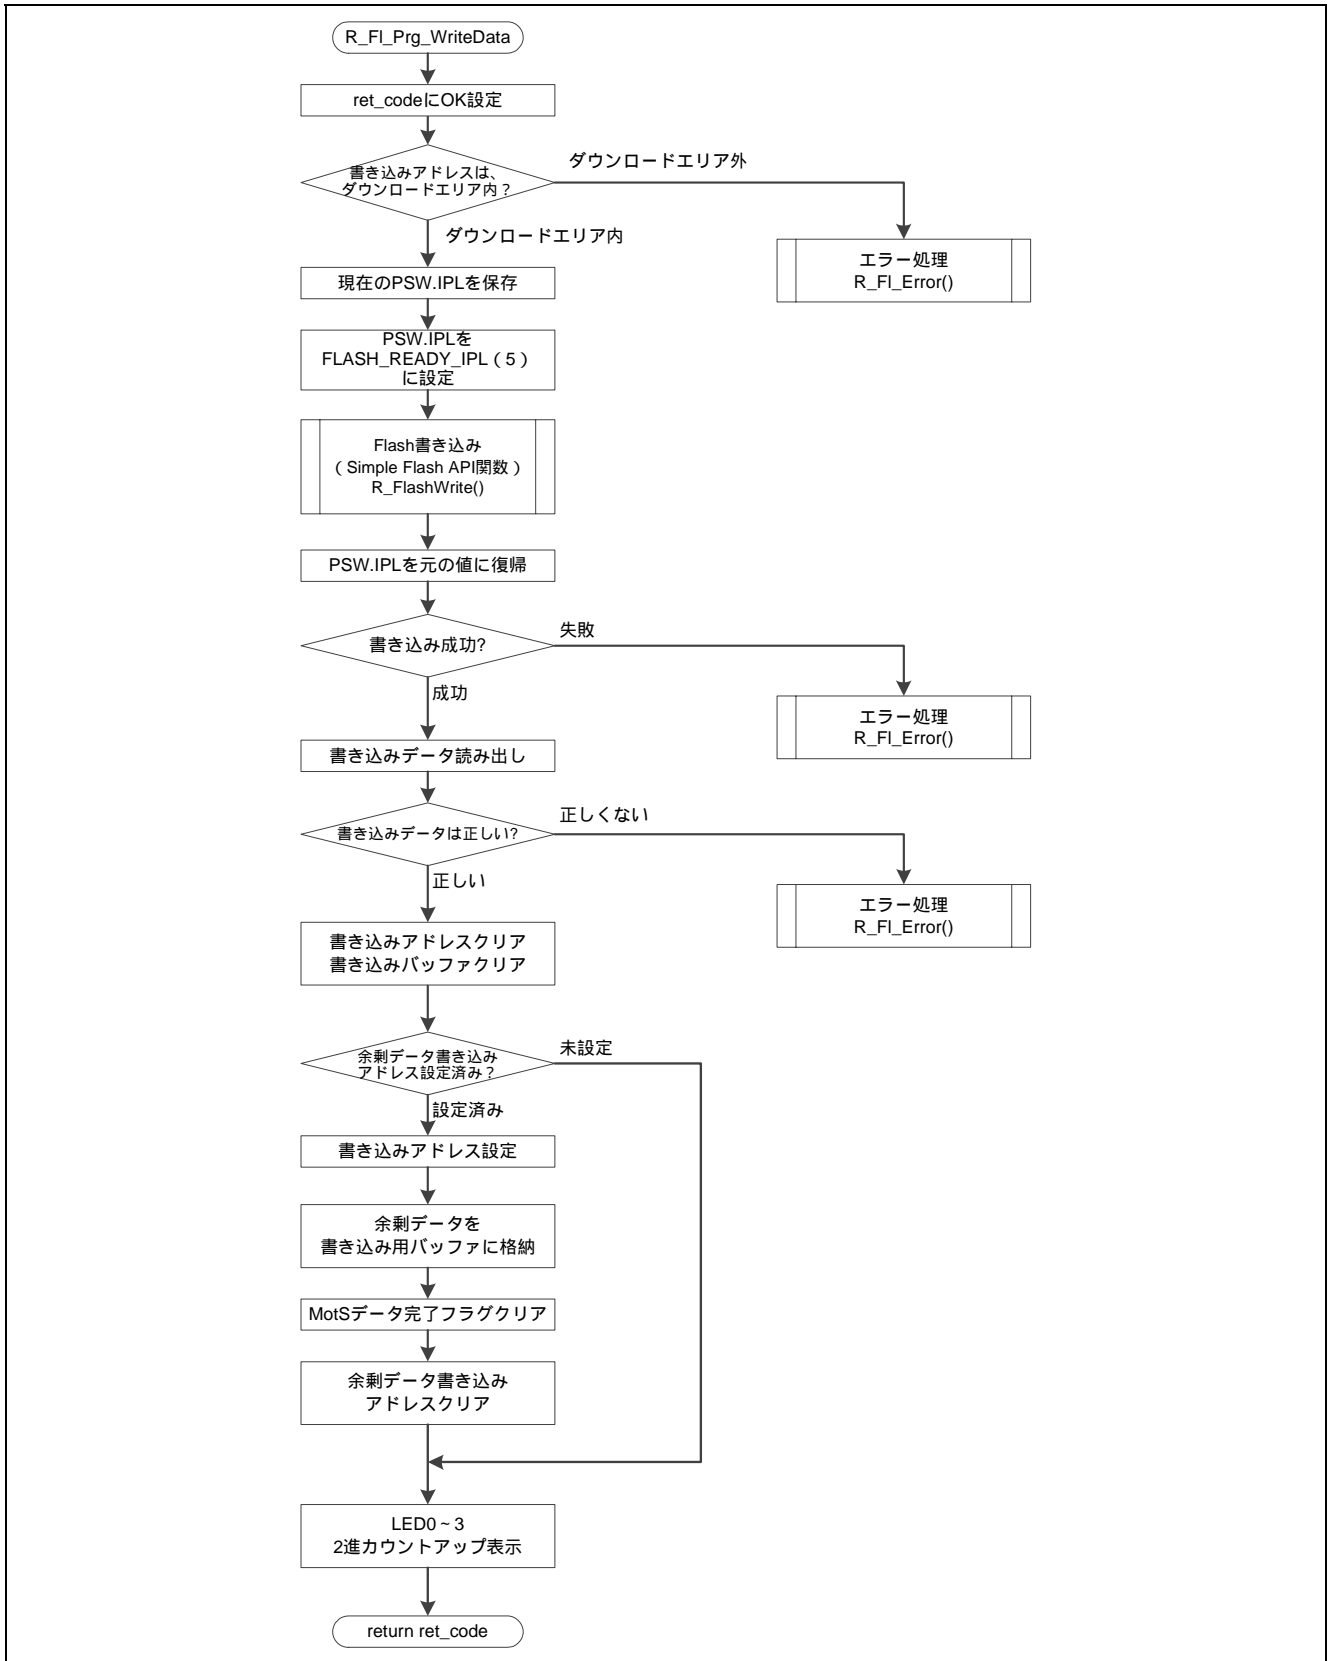 R_Fl_Prg_WriteData
ret_codeにOK設定
書き込みアドレスは、
ダウンロードエリア内？
ダウンロードエリア外
ダウンロードエリア内
エラー処理
R_Fl_Error()
現在のPSW.IPLを保存
PSW.IPLを
FLASH_READY_IPL（5）
に設定
Flash書き込み
（Simple Flash API関数）
R_FlashWrite()
PSW.IPLを元の値に復帰
書き込み成功?
失敗
成功
エラー処理
R_Fl_Error()
書き込みデータ読み出し
書き込みデータは正しい?
正しくない
正しい
エラー処理
R_Fl_Error()
書き込みアドレスクリア
書き込みバッファクリア
余剰データ書き込み
アドレス設定済み？
未設定
設定済み
書き込みアドレス設定
余剰データを
書き込み用バッファに格納
MotSデータ完了フラグクリア
余剰データ書き込み
アドレスクリア
LED0～3
2進カウントアップ表示
return ret_code